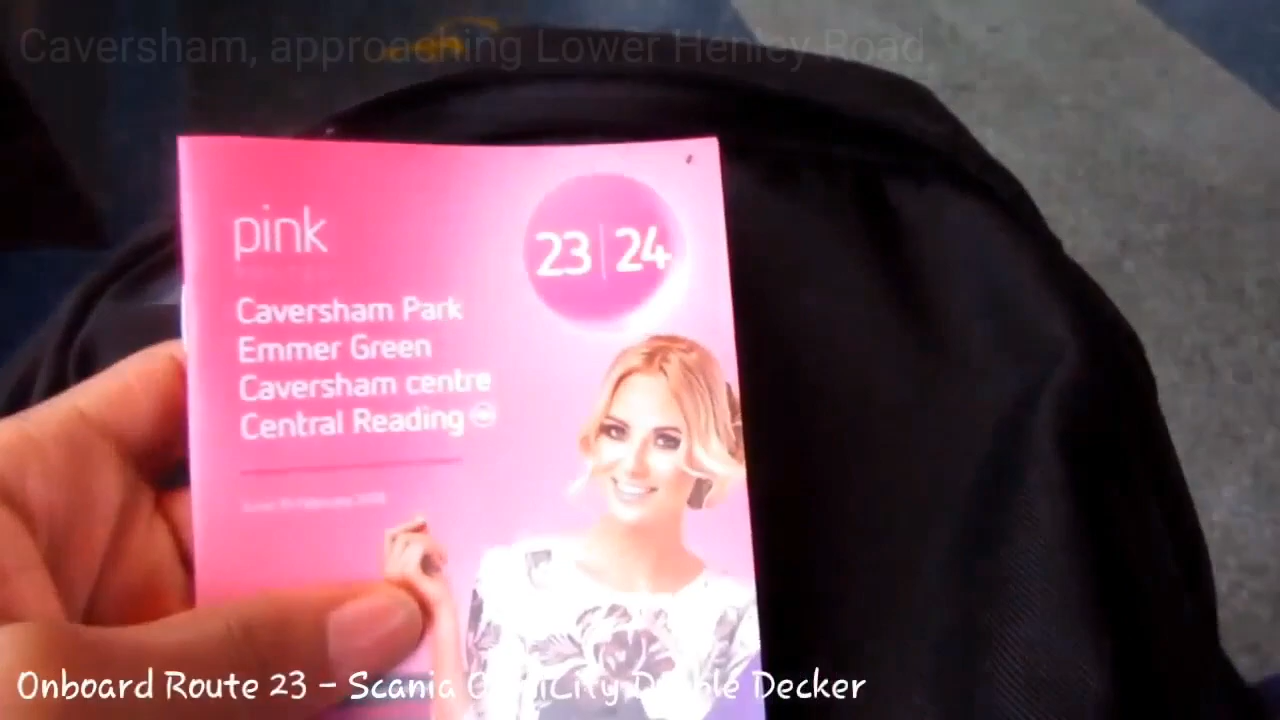 Caversham, approaching Lower Henley Road
pink
23 | 24
Caversham Park
Emmer Green
Caversham centre
Central Reading
Onboard Route 23 - Scania OmniCity Double Decker